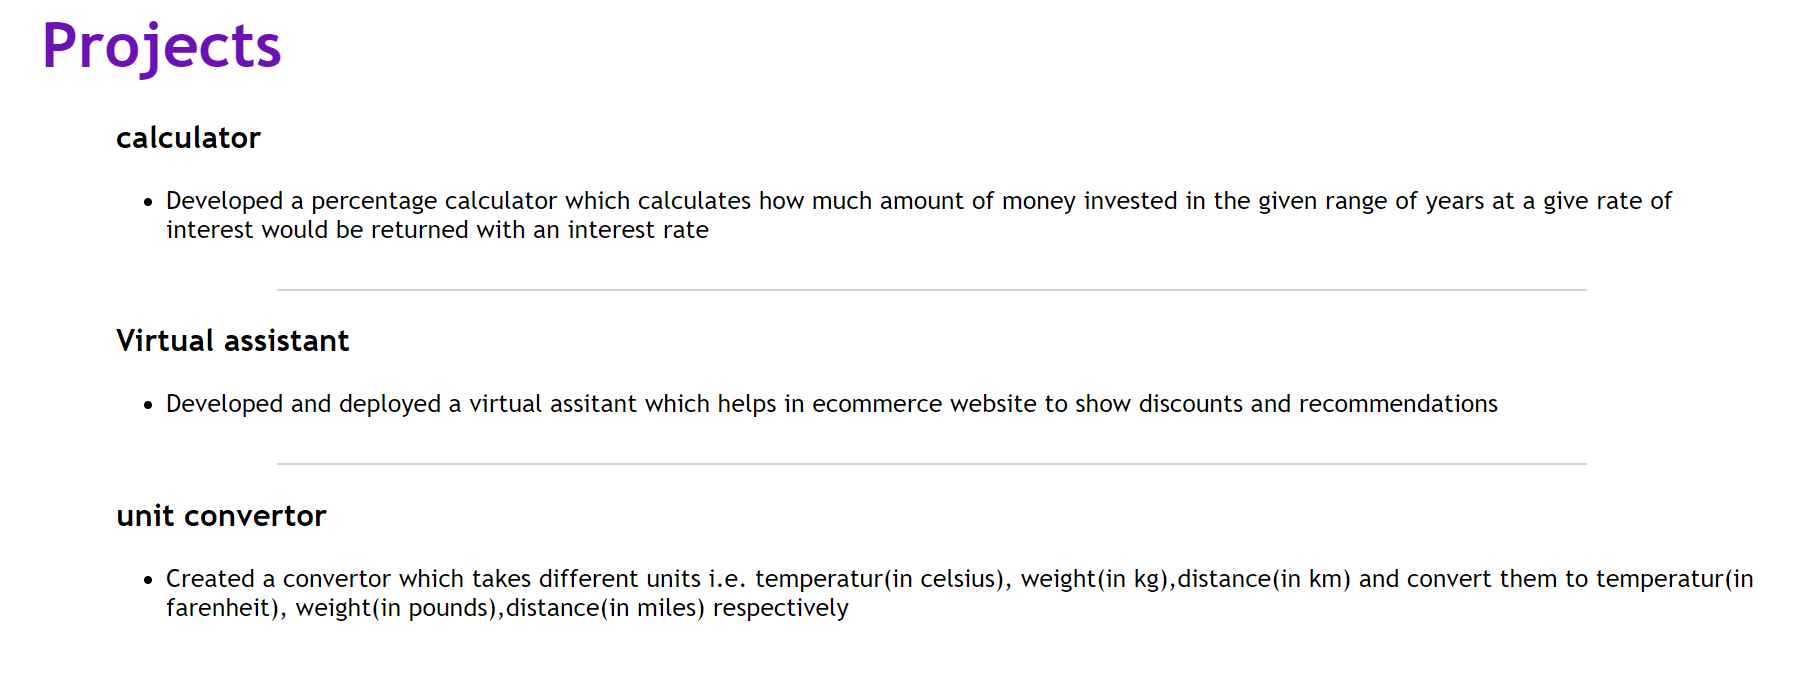 Projects
calculator
• Developed a percentage calculator which calculates how much amount of money invested in the given range of years at a give rate of
interest would be returned with an interest rate
Virtual assistant
• Developed and deployed a virtual assitant which helps in ecommerce website to show discounts and recommendations
unit convertor
• Created a convertor which takes different units i.e. temperatur(in celsius), weight(in kg),distance(in km) and convert them to temperatur(in
farenheit), weight(in pounds),distance(in miles) respectively